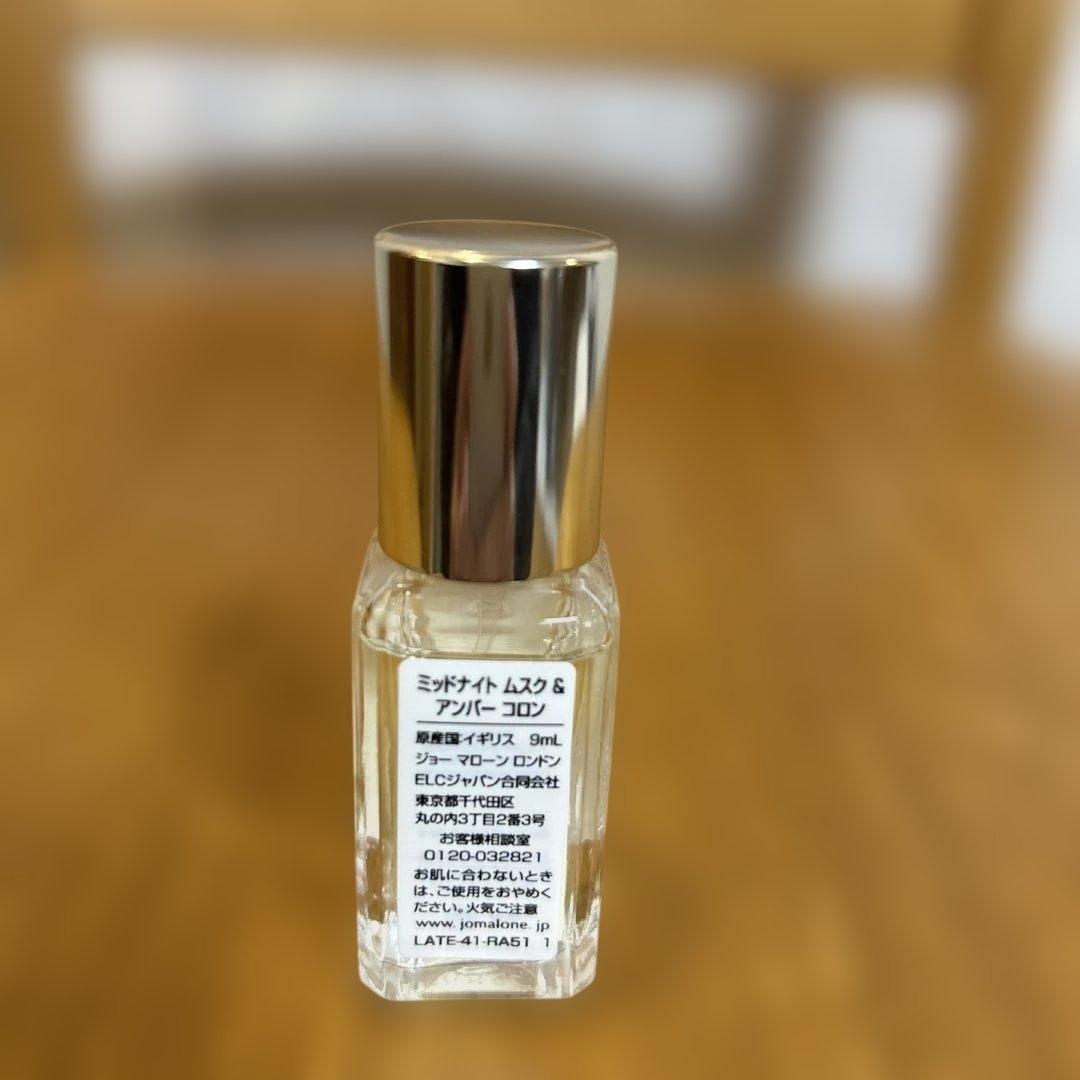 ミッドナイト ムスク &
アンバー コロン
原産国:イギリス 9mL
ジョー マローン ロンドン
ELCジャパン合同会社
東京都千代田区
丸の内3丁目2番3号
お客様相談室
0120-032821
お肌に合わないとき
は、ご使用をおやめく
ださい。火気ご注意
www.jomalone.jp
LATE-41-RA51 1